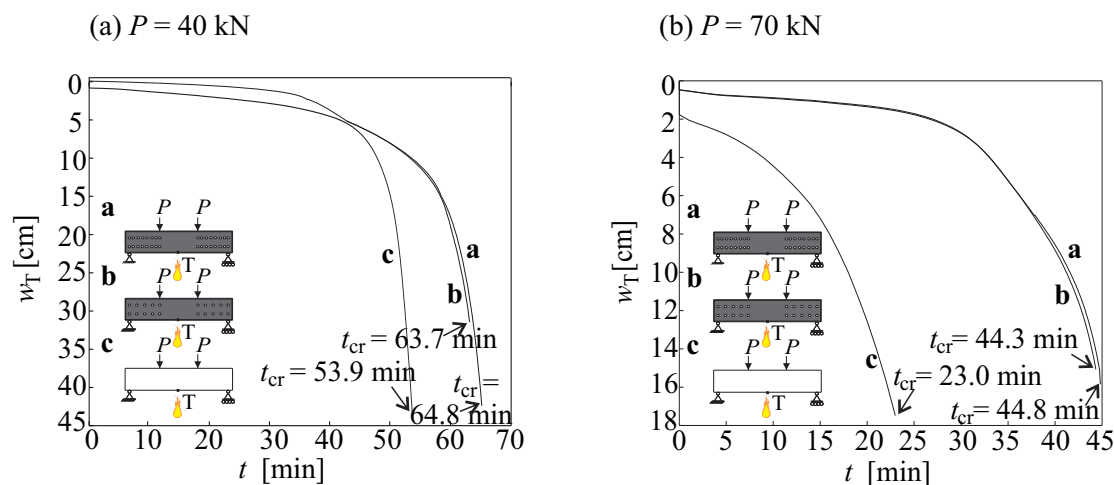 (a) P = 40 kN
0
5
10
15
20
25
30
35
40
45
wT [cm]
a
P P
T
b
P P
T
c
P P
T
c
a
b
tcr = 63.7 min
tcr = 53.9 min
tcr =
64.8 min
0 10 20 30 40 50 60 70
t [min]
(b) P = 70 kN
0
2
4
6
8
10
12
14
16
18
wT [cm]
a
P P
T
b
P P
T
c
P P
T
a
b
c
tcr = 44.3 min
tcr = 23.0 min
tcr = 44.8 min
0 5 10 15 20 25 30 35 40 45
t [min]